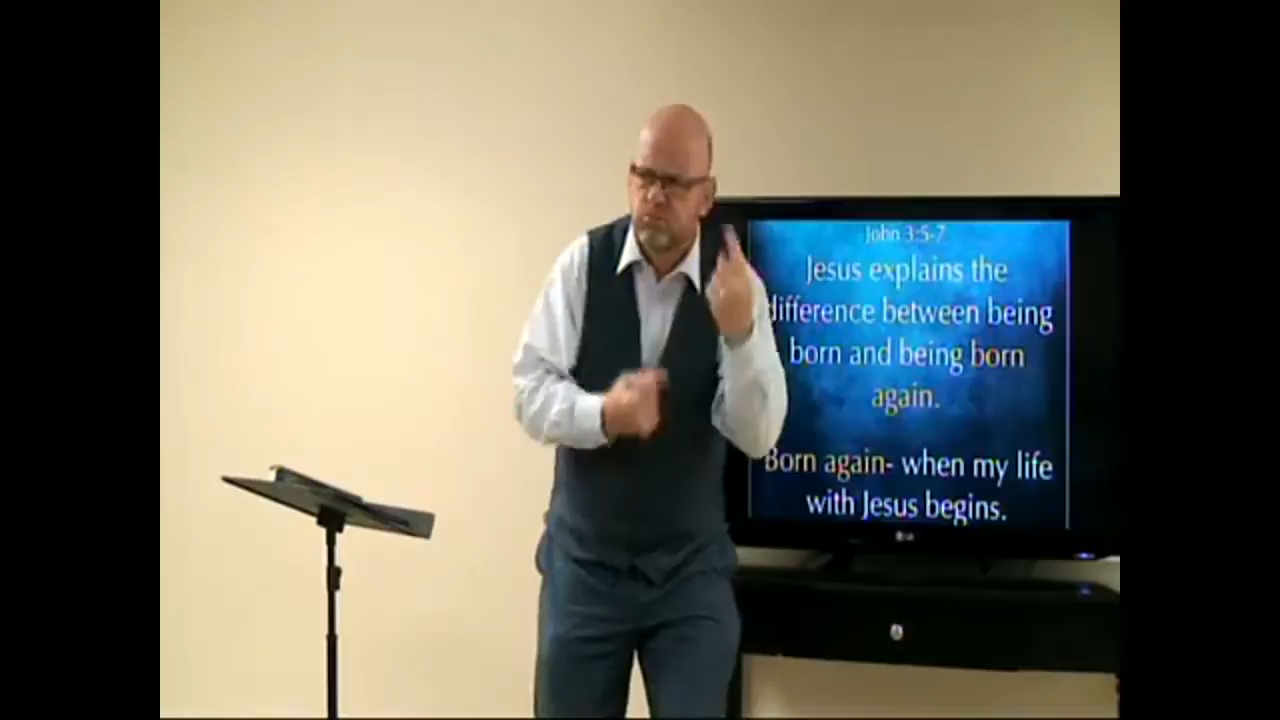 John 3:5-7
Jesus explains the
difference between being
born and being born
again.
Born again- when my life
with Jesus begins.
LG